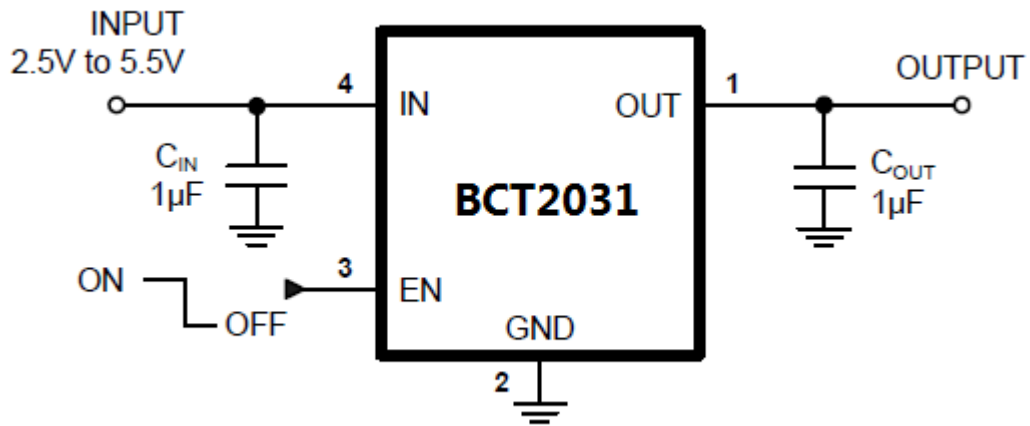 INPUT
2.5V to 5.5V
OUTPUT
4
IN
OUT
1
CIN
1µF
BCT2031
COUT
1µF
3
ON
OFF
EN
GND
2